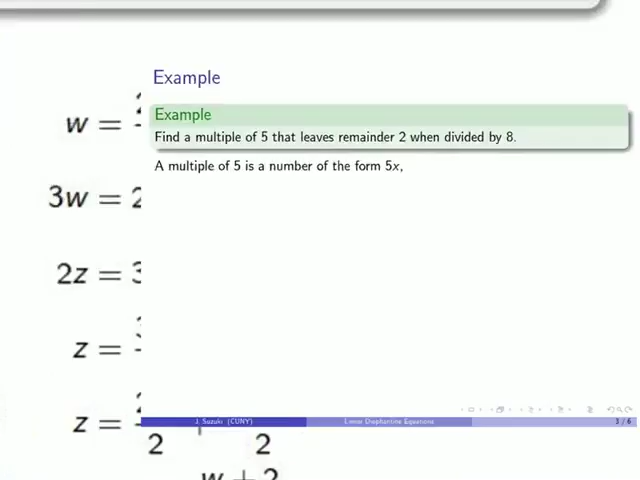 Example
Example
Find a multiple of 5 that leaves remainder 2 when divided by 8.
A multiple of 5 is a number of the form 5x,
w =
3w = 2
2z =
z =
z =
2 2
w + 2
J. Suzuki (CUNY) Linear Diophantine Equations 3 / 6